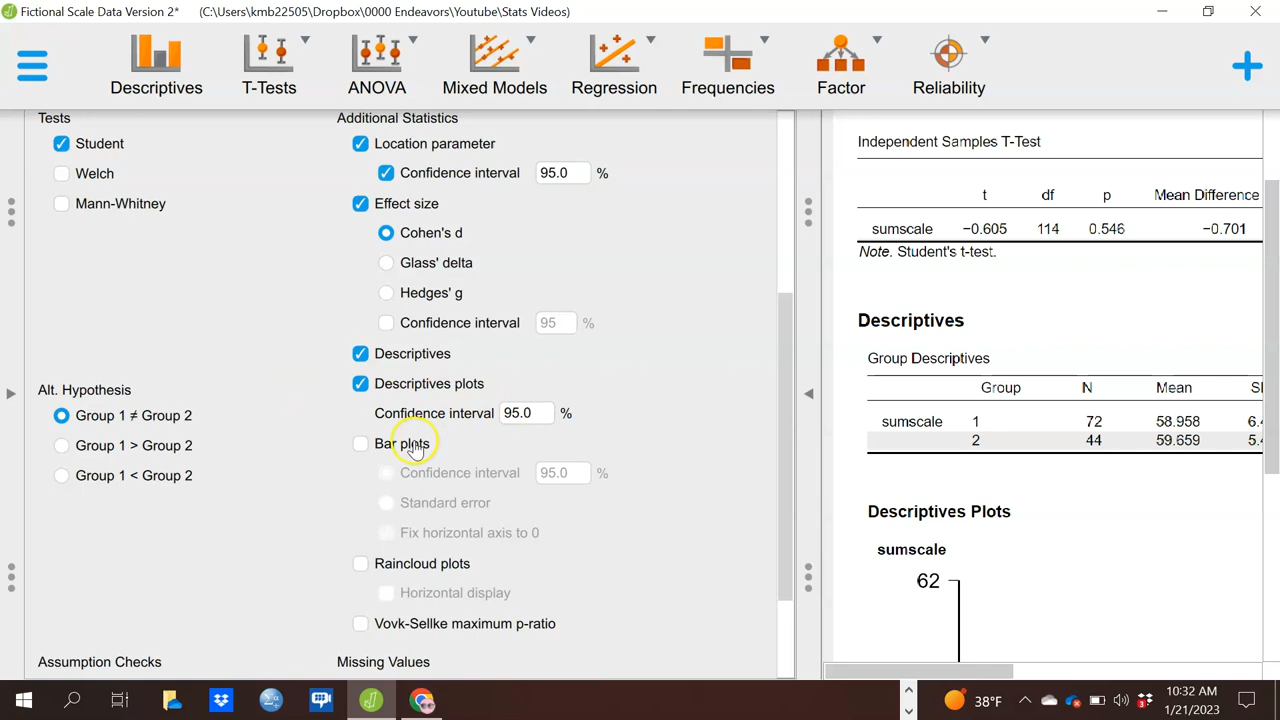 Fictional Scale Data Version 2* (C:\Users\kmb22505\Dropbox\0000 Endeavors\Youtube\Stats Videos)
Descriptives T-Tests ANOVA Mixed Models Regression Frequencies Factor Reliability
Tests
Student
Welch
Mann-Whitney
Alt. Hypothesis
Group 1 ≠ Group 2
Group 1 > Group 2
Group 1 < Group 2
Assumption Checks
Additional Statistics
Location parameter
Confidence interval 95.0 %
Effect size
Cohen's d
Glass' delta
Hedges' g
Confidence interval 95 %
Descriptives
Descriptives plots
Confidence interval 95.0 %
Bar plots
Confidence interval 95.0 %
Standard error
Fix horizontal axis to 0
Raincloud plots
Horizontal display
Vovk-Sellke maximum p-ratio
Missing Values
Independent Samples T-Test
t df p Mean Difference
sumscale −0.605 114 0.546 −0.701
Note. Student's t-test.
Descriptives
Group Descriptives
Group N Mean
sumscale 1 72 58.958
2 44 59.659
Descriptives Plots
sumscale
62
38°F
10:32 AM
1/21/2023